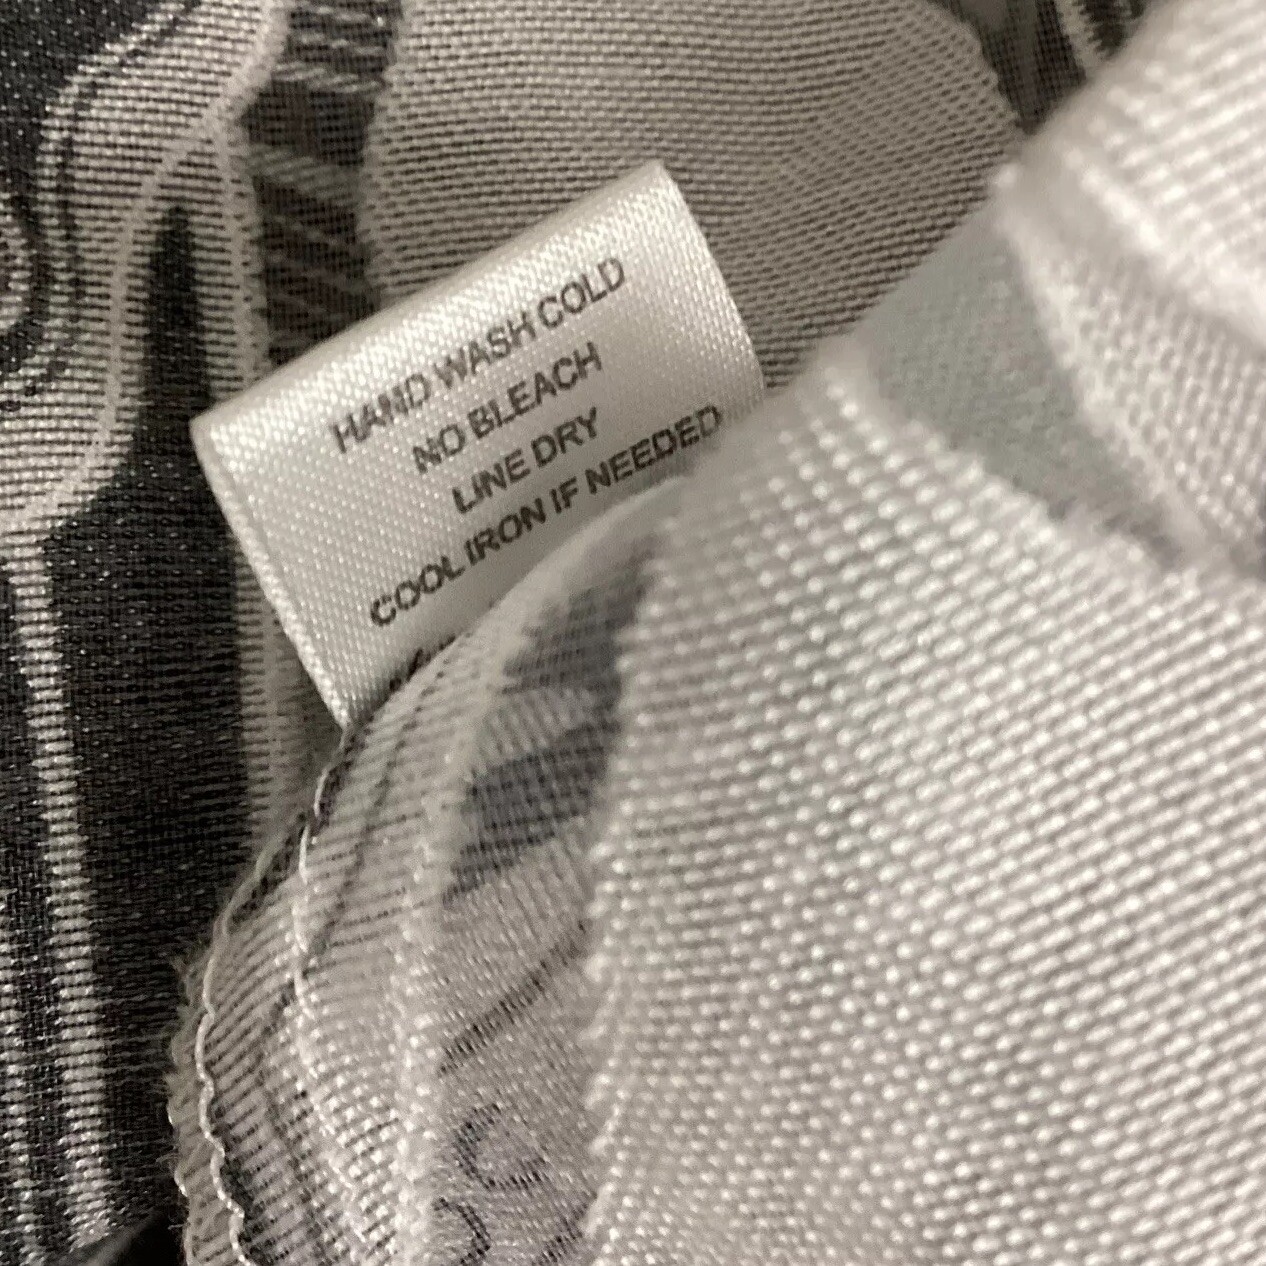 HAND WASH COLD
NO BLEACH
LINE DRY
COOL IRON IF NEEDED